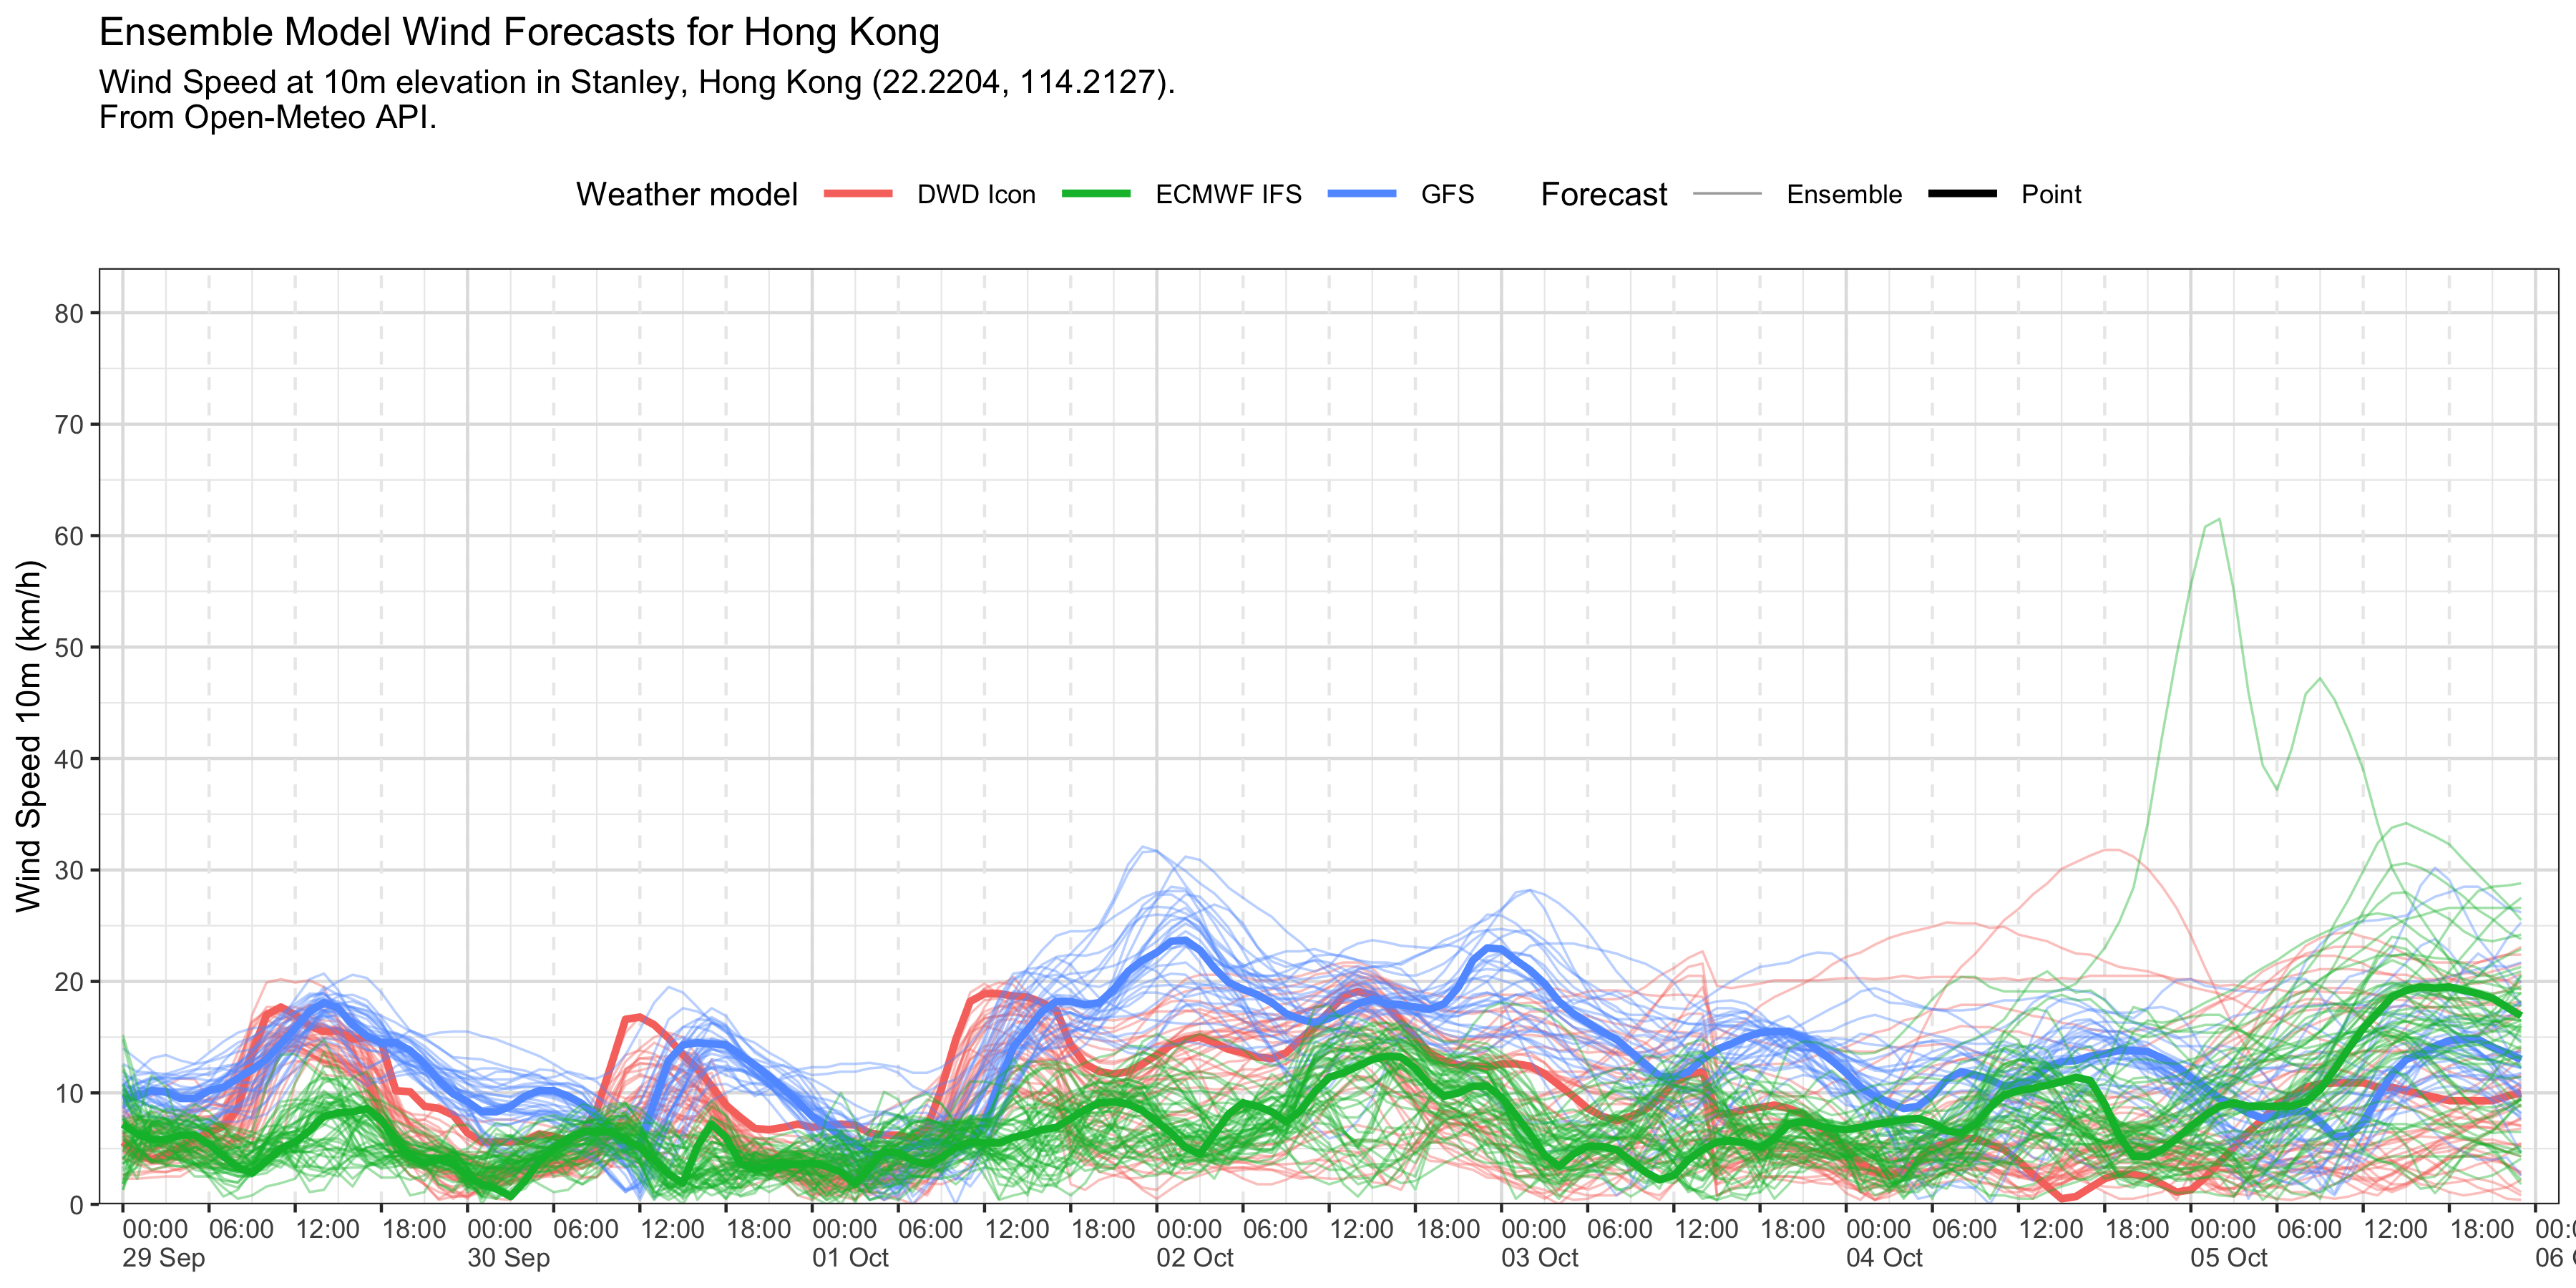 Ensemble Model Wind Forecasts for Hong Kong
Wind Speed at 10m elevation in Stanley, Hong Kong (22.2204, 114.2127).
From Open-Meteo API.
Weather model DWD Icon ECMWF IFS GFS Forecast Ensemble Point
Wind Speed 10m (km/h)
80
70
60
50
40
30
20
10
0
00:00 06:00 12:00 18:00 00:00 06:00 12:00 18:00 00:00 06:00 12:00 18:00 00:00 06:00 12:00 18:00 00:00 06:00 12:00 18:00 00:00 06:00 12:00 18:00 00:00 06:00 12:00 18:00 00:0
29 Sep 30 Sep 01 Oct 02 Oct 03 Oct 04 Oct 05 Oct 06